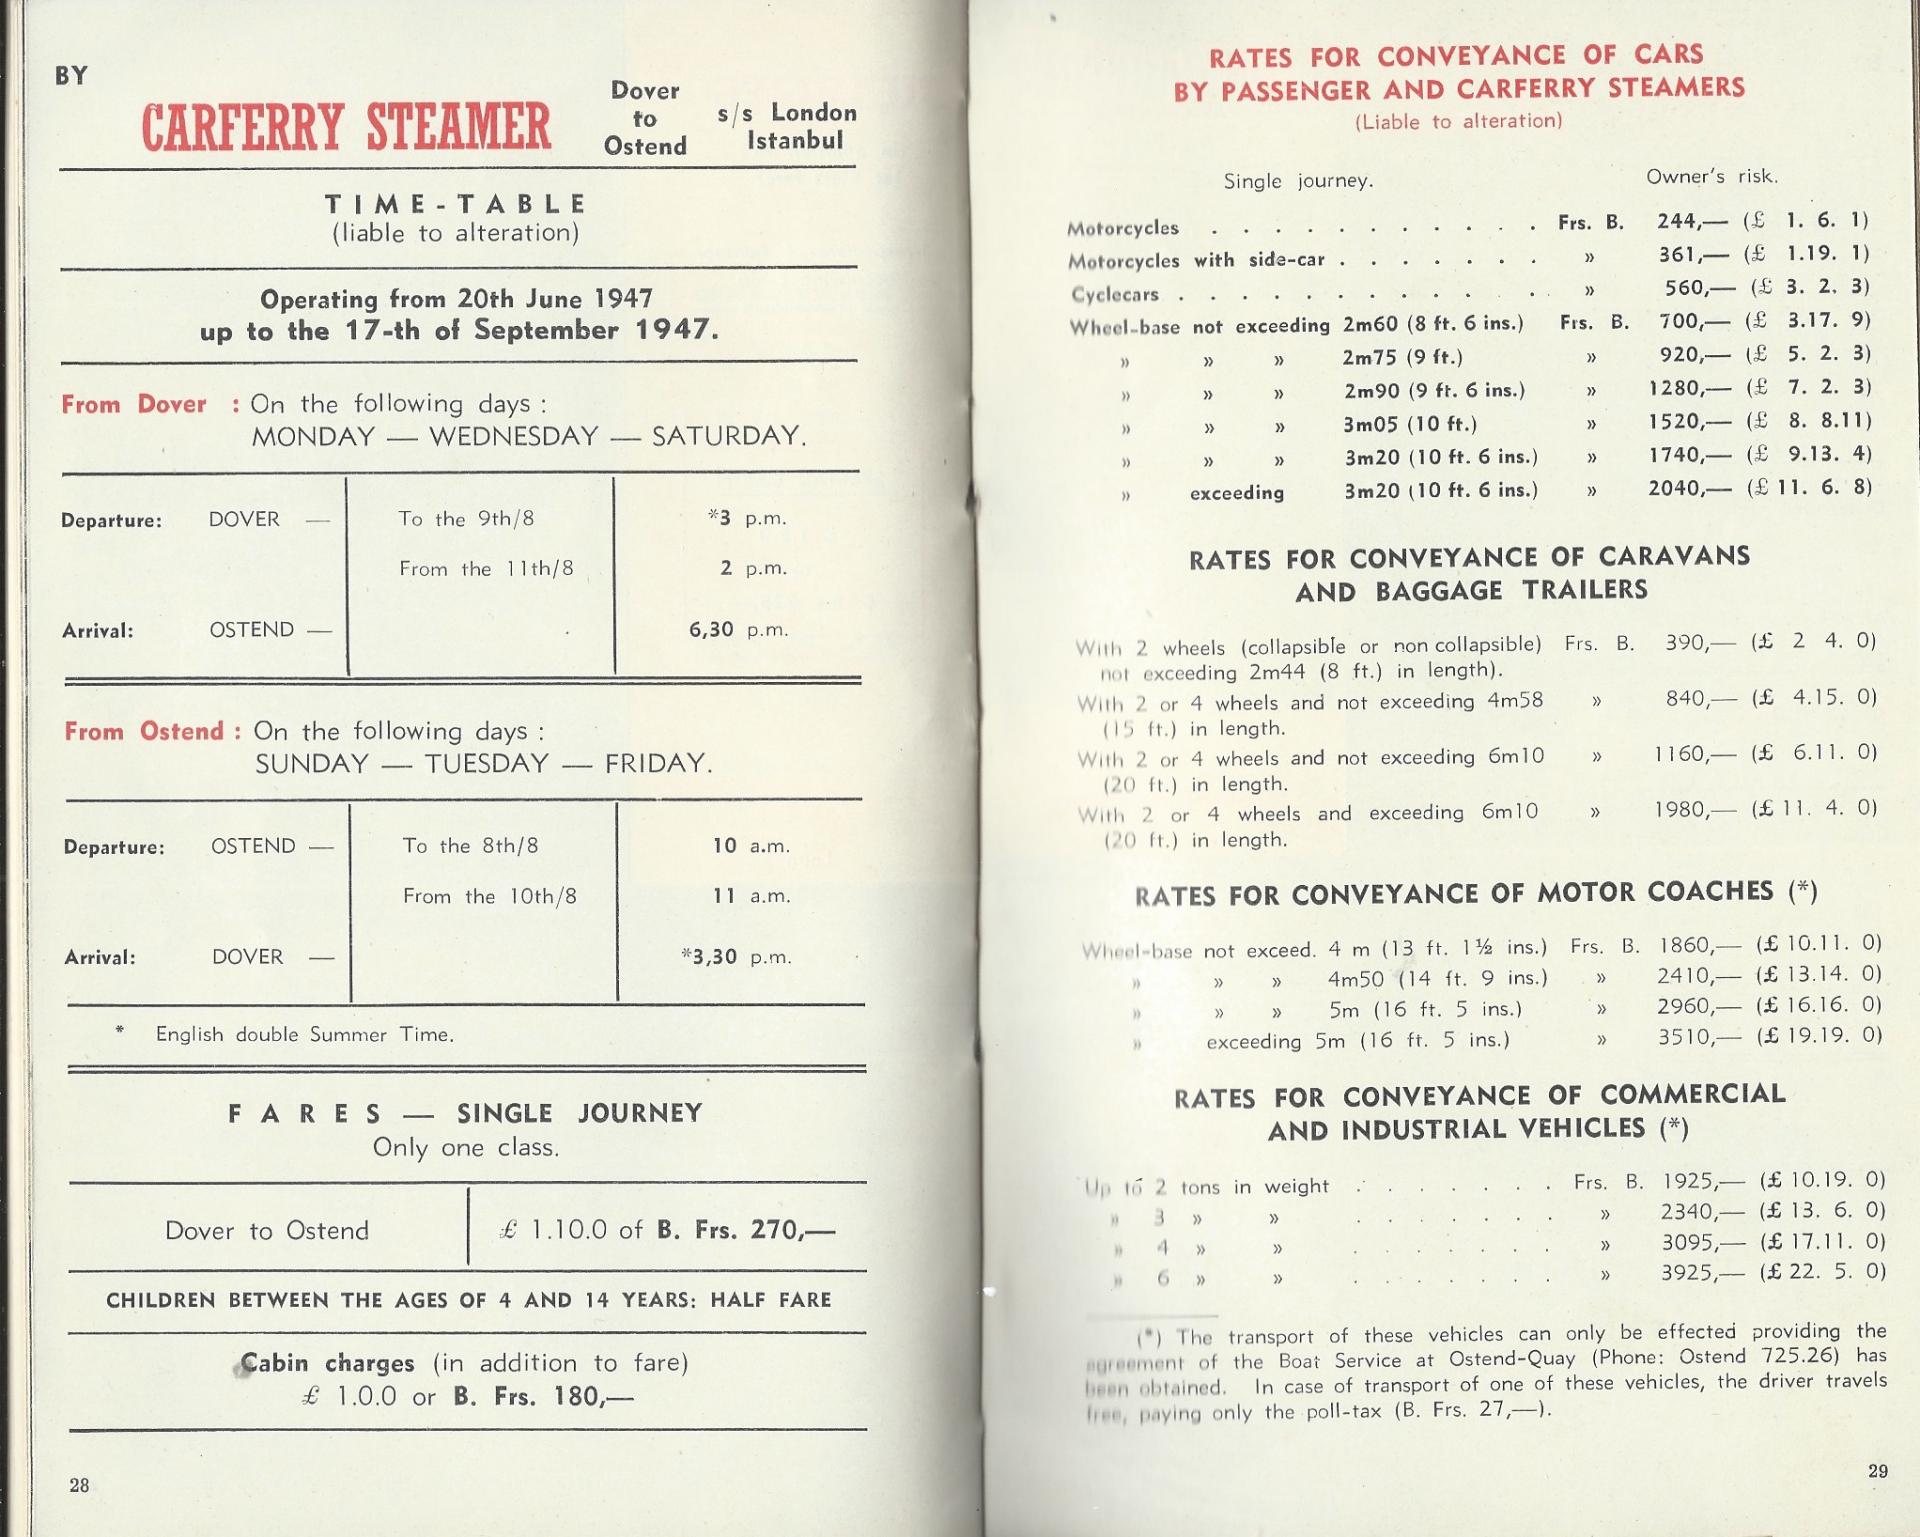 BY
CARFERRY STEAMER
Dover
to
Ostend
s/s London
Istanbul
TIME-TABLE
(liable to alteration)
Operating from 20th June 1947
up to the 17-th of September 1947.
From Dover : On the following days :
MONDAY — WEDNESDAY — SATURDAY.
Departure: DOVER — To the 9th/8 *3 p.m.
From the 11th/8 2 p.m.
Arrival: OSTEND — 6,30 p.m.
From Ostend : On the following days :
SUNDAY — TUESDAY — FRIDAY.
Departure: OSTEND — To the 8th/8 10 a.m.
From the 10th/8 11 a.m.
Arrival: DOVER — *3,30 p.m.
* English double Summer Time.
FARES — SINGLE JOURNEY
Only one class.
Dover to Ostend £ 1.10.0 of B. Frs. 270,—
CHILDREN BETWEEN THE AGES OF 4 AND 14 YEARS: HALF FARE
Cabin charges (in addition to fare)
£ 1.0.0 or B. Frs. 180,—
28
RATES FOR CONVEYANCE OF CARS
BY PASSENGER AND CARFERRY STEAMERS
(Liable to alteration)
Single journey. Owner's risk.
Motorcycles . . . . . . . . . . . . Frs. B. 244,— (£ 1. 6. 1)
Motorcycles with side-car . . . . . . . » 361,— (£ 1.19. 1)
Cyclecars . . . . . . . . . . . . » 560,— (£ 3. 2. 3)
Wheel-base not exceeding 2m60 (8 ft. 6 ins.) Frs. B. 700,— (£ 3.17. 9)
» » » 2m75 (9 ft.) » 920,— (£ 5. 2. 3)
» » » 2m90 (9 ft. 6 ins.) » 1280,— (£ 7. 2. 3)
» » » 3m05 (10 ft.) » 1520,— (£ 8. 8.11)
» » » 3m20 (10 ft. 6 ins.) » 1740,— (£ 9.13. 4)
» exceeding 3m20 (10 ft. 6 ins.) » 2040,— (£ 11. 6. 8)
RATES FOR CONVEYANCE OF CARAVANS
AND BAGGAGE TRAILERS
With 2 wheels (collapsible or non collapsible) Frs. B. 390,— (£ 2 4. 0)
not exceeding 2m44 (8 ft.) in length).
With 2 or 4 wheels and not exceeding 4m58 » 840,— (£ 4.15. 0)
(15 ft.) in length.
With 2 or 4 wheels and not exceeding 6m10 » 1160,— (£ 6.11. 0)
(20 ft.) in length.
With 2 or 4 wheels and exceeding 6m10 » 1980,— (£ 11. 4. 0)
(20 ft.) in length.
RATES FOR CONVEYANCE OF MOTOR COACHES (*)
Wheel-base not exceed. 4 m (13 ft. 1½ ins.) Frs. B. 1860,— (£ 10.11. 0)
» » » 4m50 (14 ft. 9 ins.) » 2410,— (£ 13.14. 0)
» » » 5m (16 ft. 5 ins.) » 2960,— (£ 16.16. 0)
» exceeding 5m (16 ft. 5 ins.) » 3510,— (£ 19.19. 0)
RATES FOR CONVEYANCE OF COMMERCIAL
AND INDUSTRIAL VEHICLES (*)
Up to 2 tons in weight . . . . . . . Frs. B. 1925,— (£ 10.19. 0)
» 3 » » . . . . . . . » 2340,— (£ 13. 6. 0)
» 4 » » . . . . . . . » 3095,— (£ 17.11. 0)
» 6 » » . . . . . . . » 3925,— (£ 22. 5. 0)
(*) The transport of these vehicles can only be effected providing the
agreement of the Boat Service at Ostend-Quay (Phone: Ostend 725.26) has
been obtained. In case of transport of one of these vehicles, the driver travels
free, paying only the poll-tax (B. Frs. 27,—).
29